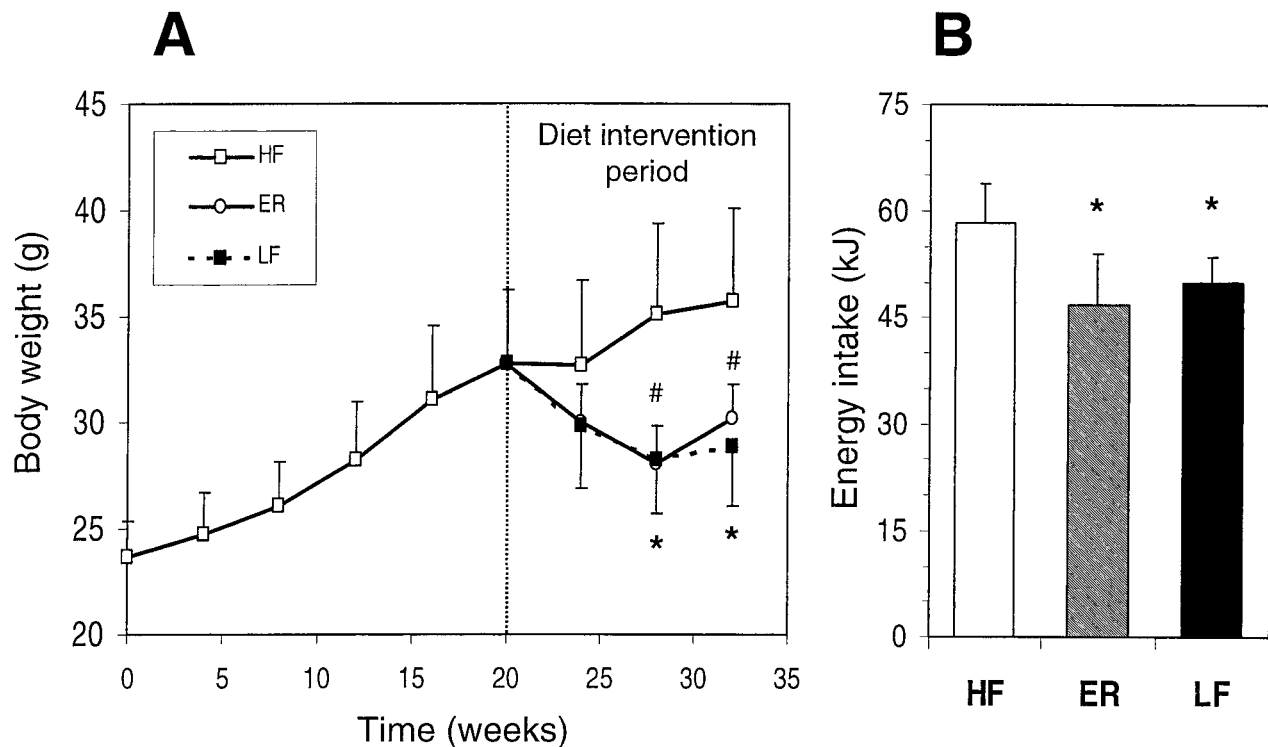 A
B
45
40
35
30
25
20
Body weight (g)
HF
ER
LF
Diet intervention
period
#
#
*
*
0
5
10
15
20
25
30
35
Time (weeks)
75
60
45
30
15
0
Energy intake (kJ)
*
*
HF
ER
LF